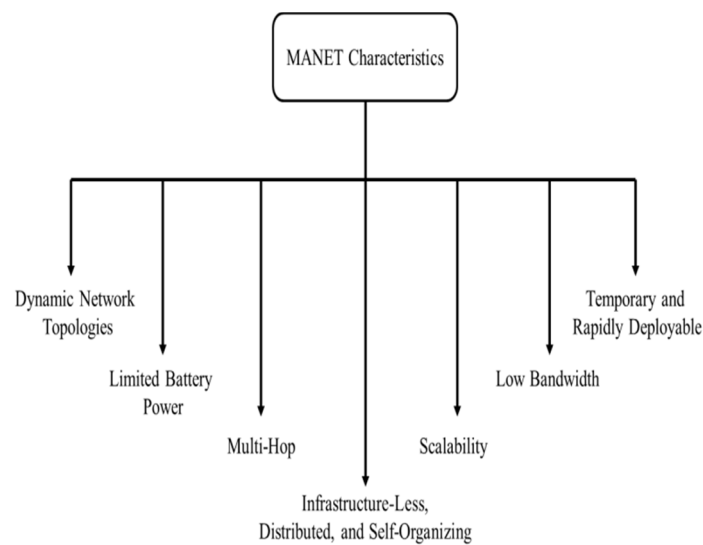 MANET Characteristics
Dynamic Network
Topologies
Limited Battery
Power
Multi-Hop
Infrastructure-Less,
Distributed, and Self-Organizing
Scalability
Low Bandwidth
Temporary and
Rapidly Deployable